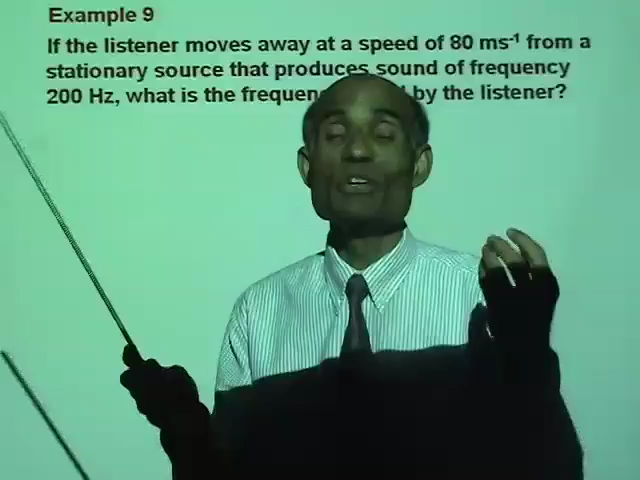 Example 9
If the listener moves away at a speed of 80 ms⁻¹ from a
stationary source that produces sound of frequency
200 Hz, what is the by the listener?